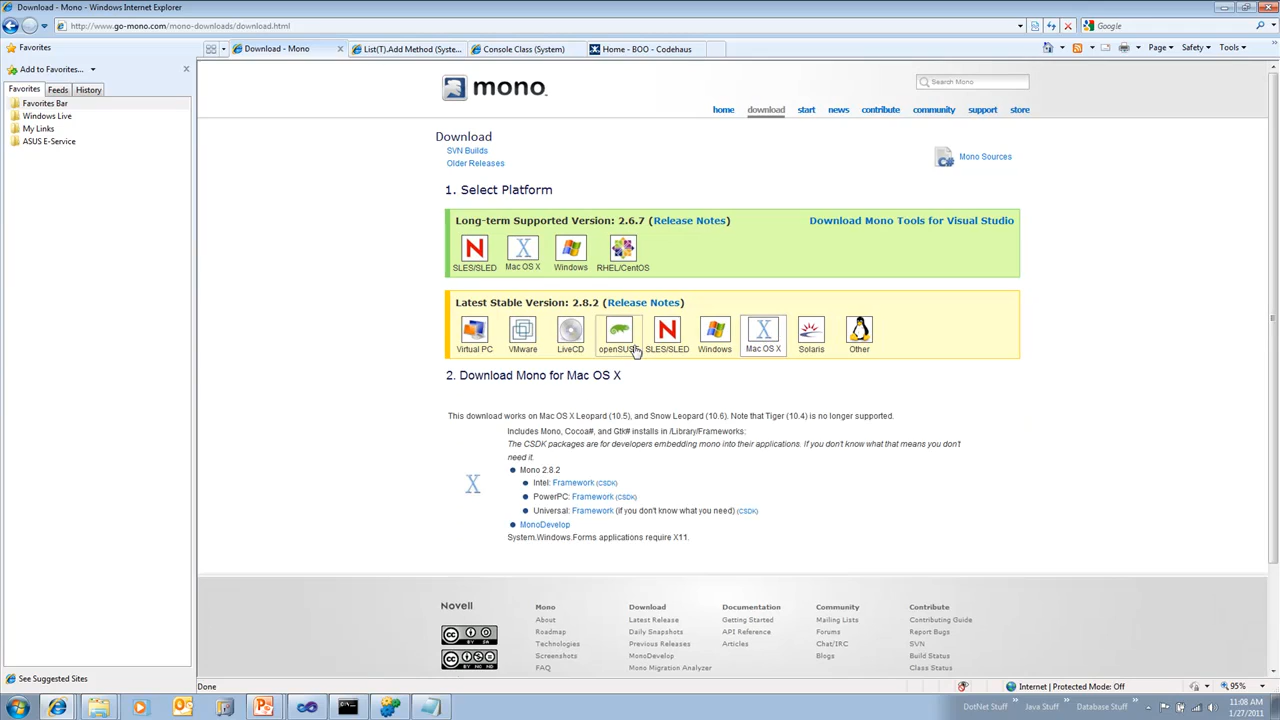 Download - Mono - Windows Internet Explorer
http://www.go-mono.com/mono-downloads/download.html
Google
Favorites
Download - Mono
List(T).Add Method (Syste...
Console Class (System)
Home - BOO - Codehaus
Page
Safety
Tools
Add to Favorites...
Favorites
Feeds
History
Favorites Bar
Windows Live
My Links
ASUS E-Service
mono
Search Mono
home
download
start
news
contribute
community
support
store
Download
SVN Builds
Older Releases
Mono Sources
1. Select Platform
Long-term Supported Version: 2.6.7 (Release Notes)
Download Mono Tools for Visual Studio
SLES/SLED
Mac OS X
Windows
RHEL/CentOS
Latest Stable Version: 2.8.2 (Release Notes)
Virtual PC
VMware
LiveCD
openSUSE
SLES/SLED
Windows
Mac OS X
Solaris
Other
2. Download Mono for Mac OS X
This download works on Mac OS X Leopard (10.5), and Snow Leopard (10.6). Note that Tiger (10.4) is no longer supported.
Includes Mono, Cocoa#, and Gtk# installs in /Library/Frameworks:
The CSDK packages are for developers embedding mono into their applications. If you don't know what that means you don't
need it.
Mono 2.8.2
Intel: Framework (CSDK)
PowerPC: Framework (CSDK)
Universal: Framework (if you don't know what you need) (CSDK)
MonoDevelop
System.Windows.Forms applications require X11.
Novell
Mono
About
Roadmap
Technologies
Screenshots
FAQ
Download
Latest Release
Daily Snapshots
Previous Releases
MonoDevelop
Mono Migration Analyzer
Documentation
Getting Started
API Reference
Articles
Community
Mailing Lists
Forums
Chat/IRC
Blogs
Contribute
Contributing Guide
Report Bugs
SVN
Build Status
Class Status
See Suggested Sites
Done
Internet | Protected Mode: Off
95%
DotNet Stuff
Java Stuff
Database Stuff
11:08 AM
1/27/2011